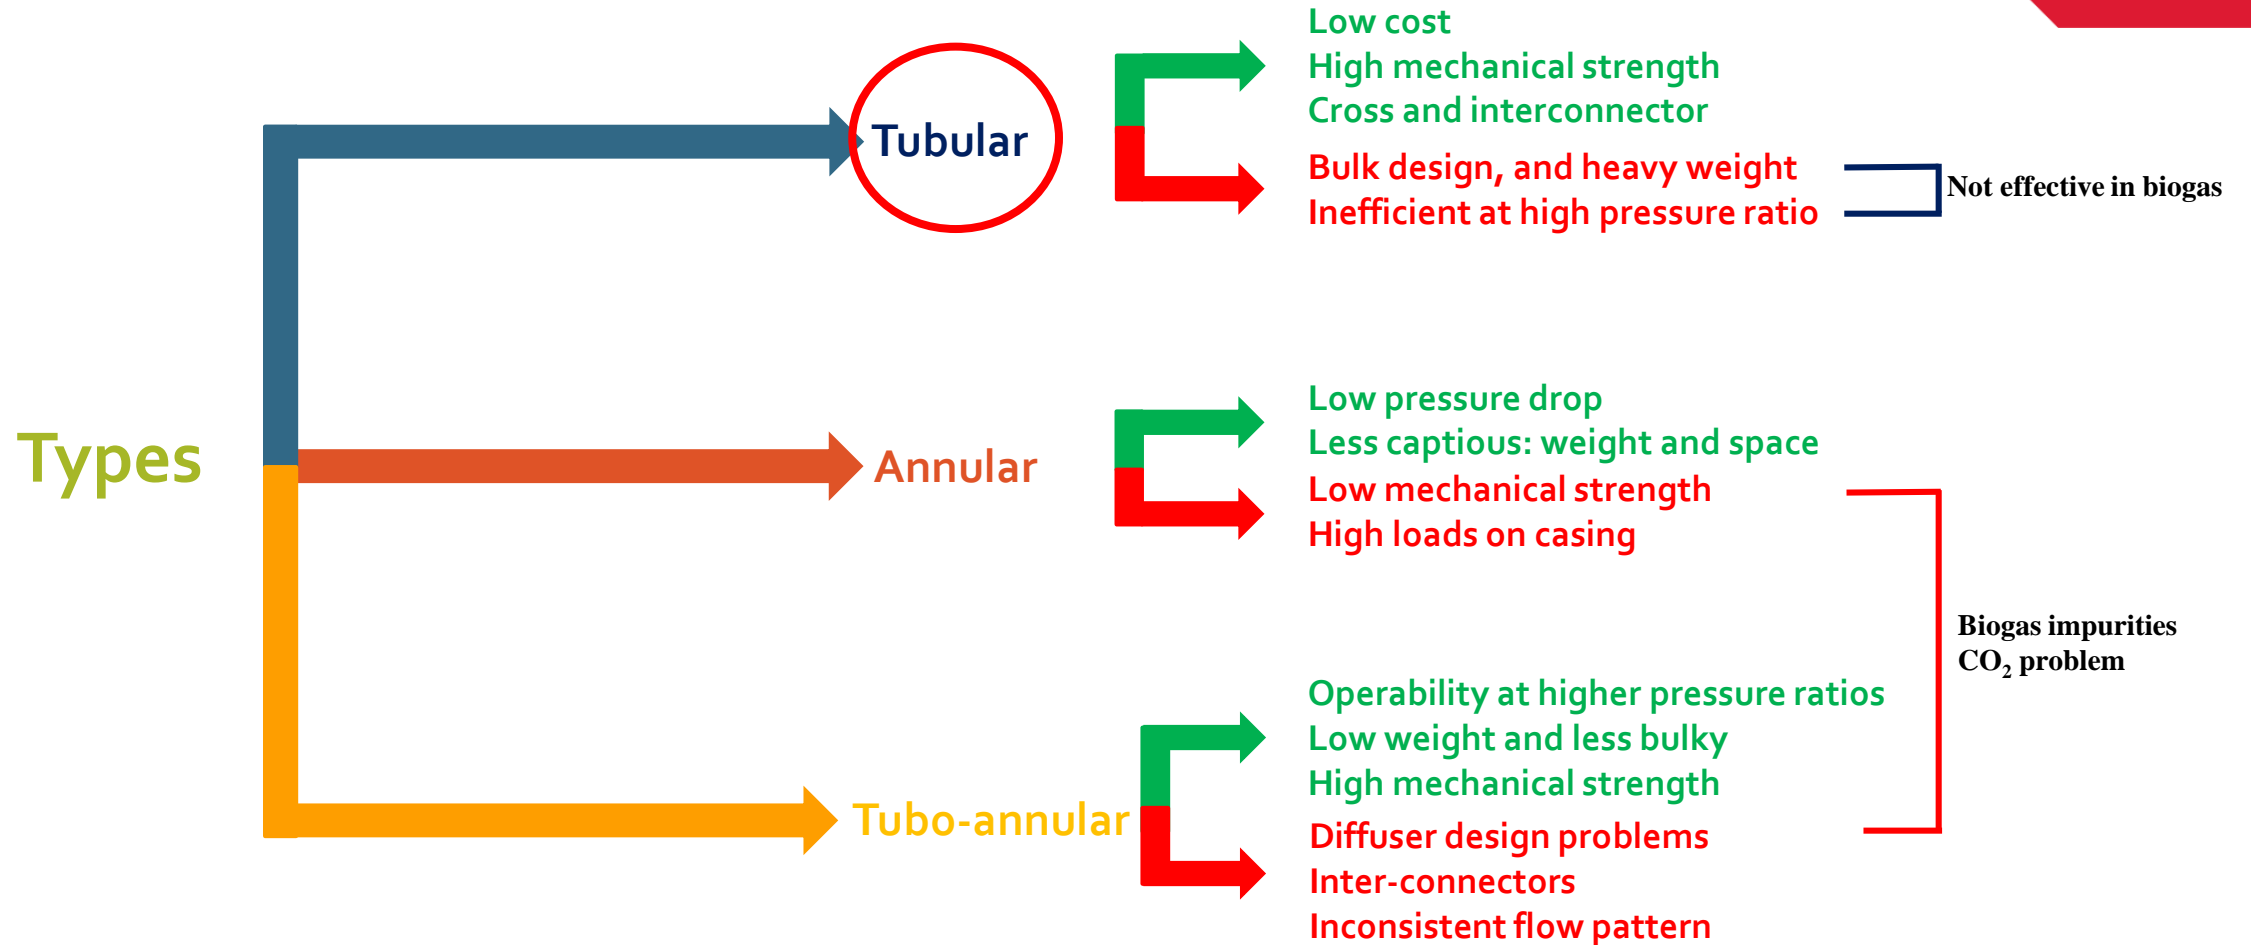 Types
Tubular
Low cost
High mechanical strength
Cross and interconnector
Bulk design, and heavy weight
Inefficient at high pressure ratio
Not effective in biogas
Annular
Low pressure drop
Less captious: weight and space
Low mechanical strength
High loads on casing
Biogas impurities
CO₂ problem
Tubo-annular
Operability at higher pressure ratios
Low weight and less bulky
High mechanical strength
Diffuser design problems
Inter-connectors
Inconsistent flow pattern